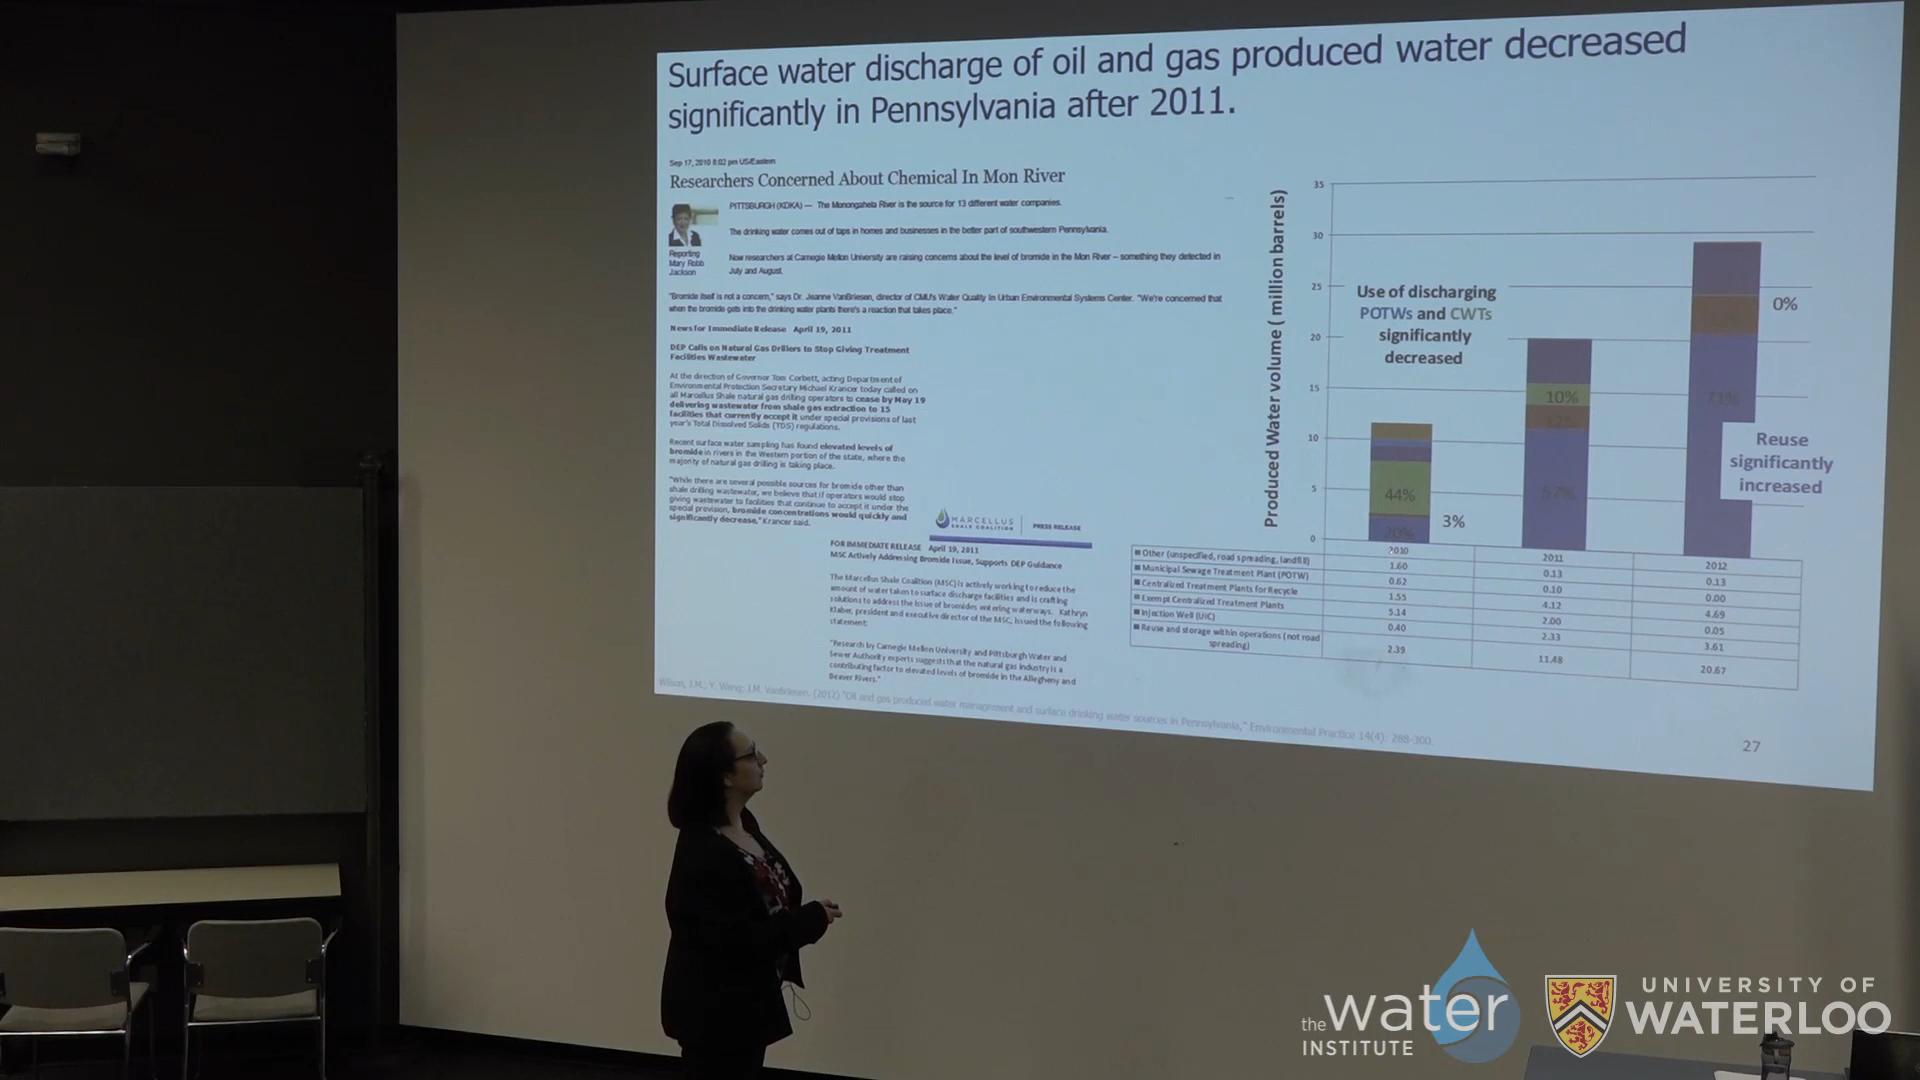 Surface water discharge of oil and gas produced water decreased
significantly in Pennsylvania after 2011.
Sep 17, 2010 8:02 pm US/Eastern
Researchers Concerned About Chemical In Mon River
PITTSBURGH (KDKA) — The Monongahela River is the source for 13 different water companies.
The drinking water comes out of taps in homes and businesses in the better part of southwestern Pennsylvania.
Reporting
Mary Robb
Jackson
Now researchers at Carnegie Mellon University are raising concerns about the level of bromide in the Mon River – something they detected in
July and August.
"Bromide itself is not a concern," says Dr. Jeanne VanBriesen, director of CMU's Water Quality in Urban Environmental Systems Center. "We're concerned that
when the bromide gets into the drinking water plants there's a reaction that takes place."
News for Immediate Release April 19, 2011
DEP Calls on Natural Gas Drillers to Stop Giving Treatment
Facilities Wastewater
At the direction of Governor Tom Corbett, acting Department of
Environmental Protection Secretary Michael Krancer today called on
all Marcellus Shale natural gas drilling operators to cease by May 19
delivering wastewater from shale gas extraction to 15
facilities that currently accept it under special provisions of last
year's Total Dissolved Solids (TDS) regulations.
Recent surface water sampling has found elevated levels of
bromide in rivers in the Western portion of the state, where the
majority of natural gas drilling is taking place.
"While there are several possible sources for bromide other than
shale drilling wastewater, we believe that if operators would stop
giving wastewater to facilities that continue to accept it under the
special provision, bromide concentrations would quickly and
significantly decrease," Krancer said.
MARCELLUS
SHALE COALITION
PRESS RELEASE
FOR IMMEDIATE RELEASE April 19, 2011
MSC Actively Addressing Bromide Issue, Supports DEP Guidance
The Marcellus Shale Coalition (MSC) is actively working to reduce the
amount of water taken to surface discharge facilities and is crafting
solutions to address the issue of bromides entering waterways. Kathryn
Klaber, president and executive director of the MSC, issued the following
statement:
"Research by Carnegie Mellon University and Pittsburgh Water and
Sewer Authority experts suggests that the natural gas industry is a
contributing factor to elevated levels of bromide in the Allegheny and
Beaver Rivers."
Produced Water volume ( million barrels)
35
30
25
20
15
10
5
0
Use of discharging
POTWs and CWTs
significantly
decreased
44%
20%
3%
10%
12%
57%
0%
71%
Reuse
significantly
increased
2010 2011 2012
Other (unspecified, road spreading, landfill) 1.60 0.13 0.13
Municipal Sewage Treatment Plant (POTW) 0.62 0.10 0.00
Centralized Treatment Plants for Recycle 1.55 4.12 4.69
Exempt Centralized Treatment Plants 5.14 2.00 0.05
Injection Well (UIC) 0.40 2.33 3.61
Reuse and storage within operations (not road
spreading) 2.39 11.48 20.67
Wilson, J.M.; Y. Wang; J.M. VanBriesen. (2012) "Oil and gas produced water management and surface drinking water sources in Pennsylvania," Environmental Practice 14(4): 288-300.
27
the water
INSTITUTE
UNIVERSITY OF
WATERLOO